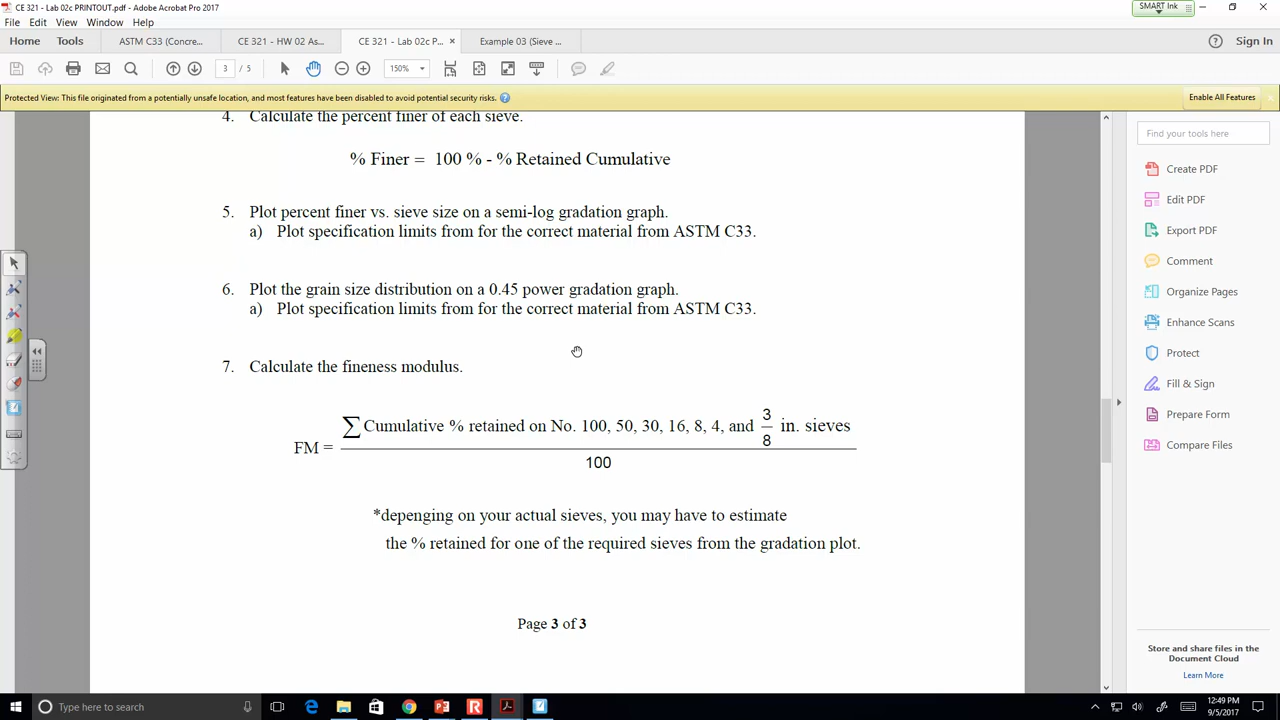 CE 321 - Lab 02c PRINTOUT.pdf - Adobe Acrobat Pro 2017
SMART Ink
File Edit View Window Help
Home Tools ASTM C33 (Concre... CE 321 - HW 02 As... CE 321 - Lab 02c P... × Example 03 (Sieve ... Sign In
3 / 5 150%
Protected View: This file originated from a potentially unsafe location, and most features have been disabled to avoid potential security risks. Enable All Features
4. Calculate the percent finer of each sieve.
% Finer = 100 % - % Retained Cumulative
5. Plot percent finer vs. sieve size on a semi-log gradation graph.
a) Plot specification limits from for the correct material from ASTM C33.
6. Plot the grain size distribution on a 0.45 power gradation graph.
a) Plot specification limits from for the correct material from ASTM C33.
7. Calculate the fineness modulus.
FM = ∑ Cumulative % retained on No. 100, 50, 30, 16, 8, 4, and 3/8 in. sieves
100
*depenging on your actual sieves, you may have to estimate
the % retained for one of the required sieves from the gradation plot.
Page 3 of 3
Find your tools here
Create PDF
Edit PDF
Export PDF
Comment
Organize Pages
Enhance Scans
Protect
Fill & Sign
Prepare Form
Compare Files
Store and share files in the
Document Cloud
Learn More
Type here to search
12:49 PM
9/5/2017